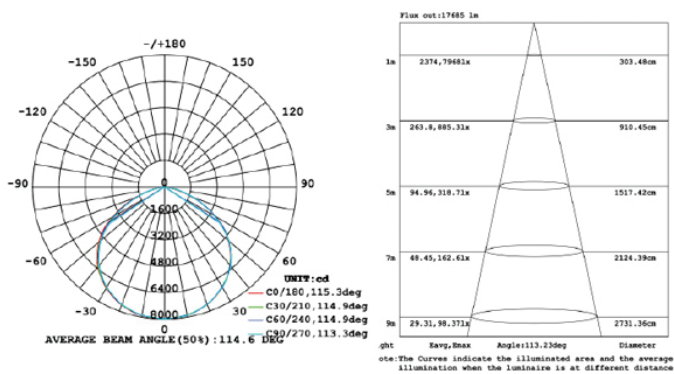 -/+180
-150
150
-120
120
-90
90
-60
60
-30
30
0
0
1600
3200
4800
6400
8000
UNIT:cd
C0/180,115.3deg
C30/210,114.9deg
C60/240,114.9deg
C90/270,113.3deg
AVERAGE BEAM ANGLE(50%):114.6 DEG
Flux out:17685 lm
1m 2374,7968lx 303.48cm
3m 263.8,885.3lx 910.45cm
5m 94.96,318.7lx 1517.42cm
7m 48.45,162.6lx 2124.39cm
9m 29.31,98.37lx 2731.36cm
ght Eavg,Emax Angle:113.23deg Diameter
ote:The Curves indicate the illuminated area and the average
illumination when the luminaire is at different distance